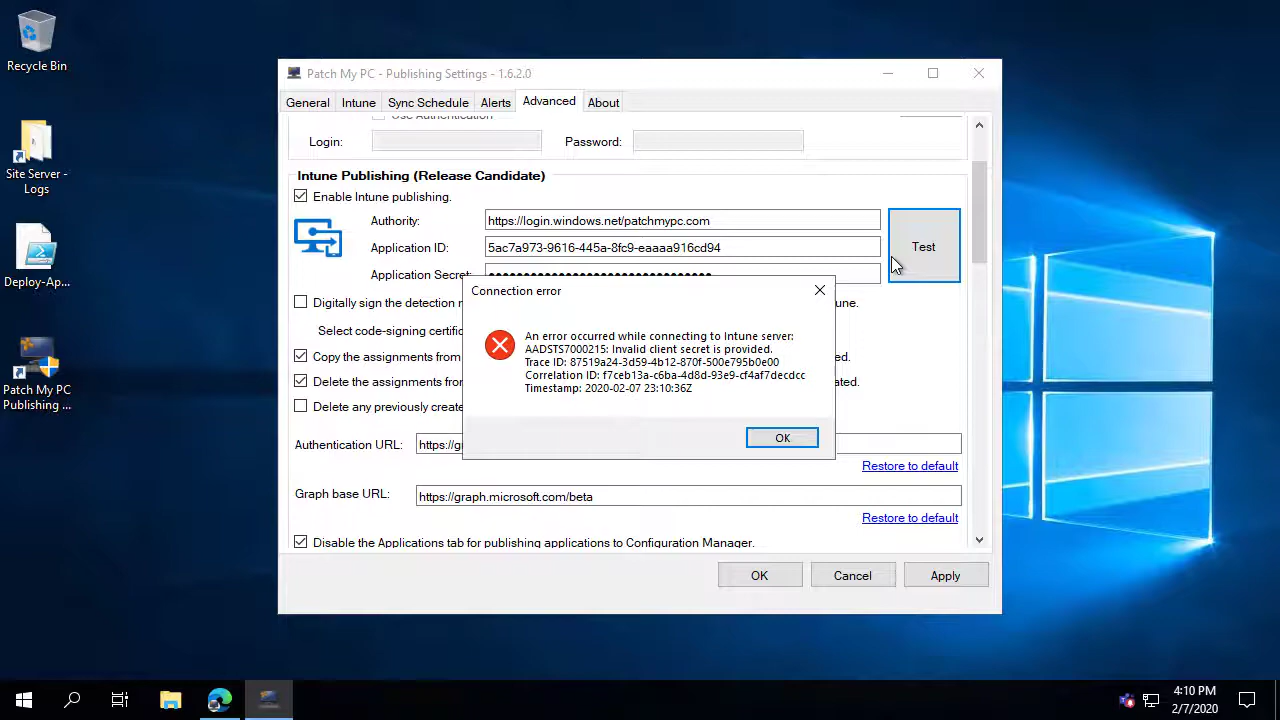 Recycle Bin
Site Server -
Logs
Deploy-Ap...
Patch My PC
Publishing ...
Patch My PC - Publishing Settings - 1.6.2.0
General
Intune
Sync Schedule
Alerts
Advanced
About
Use Authentication
Login:
Password:
Intune Publishing (Release Candidate)
Enable Intune publishing.
Authority:
https://login.windows.net/patchmypc.com
Application ID:
5ac7a973-9616-445a-8fc9-eaaaa916cd94
Test
Application Secret:
Digitally sign the detection
une.
Select code-signing certific
Copy the assignments from
ed.
Delete the assignments from
ated.
Delete any previously create
Connection error
An error occurred while connecting to Intune server:
AADSTS7000215: Invalid client secret is provided.
Trace ID: 87519a24-3d59-4b12-870f-500e795b0e00
Correlation ID: f7ceb13a-c6ba-4d8d-93e9-cf4af7decdcc
Timestamp: 2020-02-07 23:10:36Z
OK
Authentication URL:
https://g
Restore to default
Graph base URL:
https://graph.microsoft.com/beta
Restore to default
Disable the Applications tab for publishing applications to Configuration Manager.
OK
Cancel
Apply
4:10 PM
2/7/2020